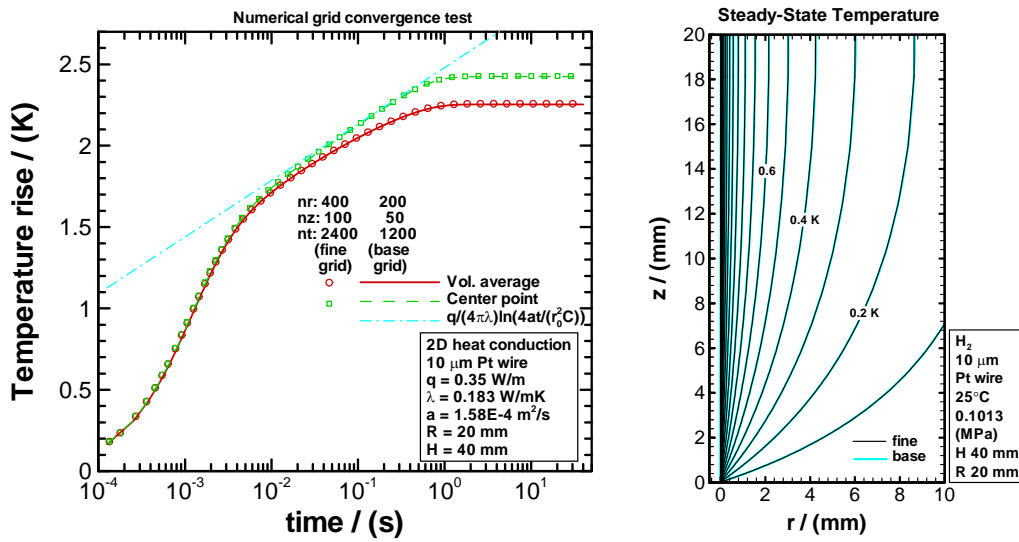 Numerical grid convergence test
Temperature rise / (K)
2.5
2
1.5
1
0.5
0
nr: 400 200
nz: 100 50
nt: 2400 1200
(fine grid) (base grid)
Vol. average
Center point
q/(4πλ)ln(4at/(r₀²C))
2D heat conduction
10 μm Pt wire
q = 0.35 W/m
λ = 0.183 W/mK
a = 1.58E-4 m²/s
R = 20 mm
H = 40 mm
10⁻⁴ 10⁻³ 10⁻² 10⁻¹ 10⁰ 10¹
time / (s)
Steady-State Temperature
z / (mm)
20
18
16
14
12
10
8
6
4
2
0
0.6
0.4 K
0.2 K
fine
base
0 2 4 6 8 10
r / (mm)
H₂
10 μm
Pt wire
25°C
0.1013
(MPa)
H 40 mm
R 20 mm